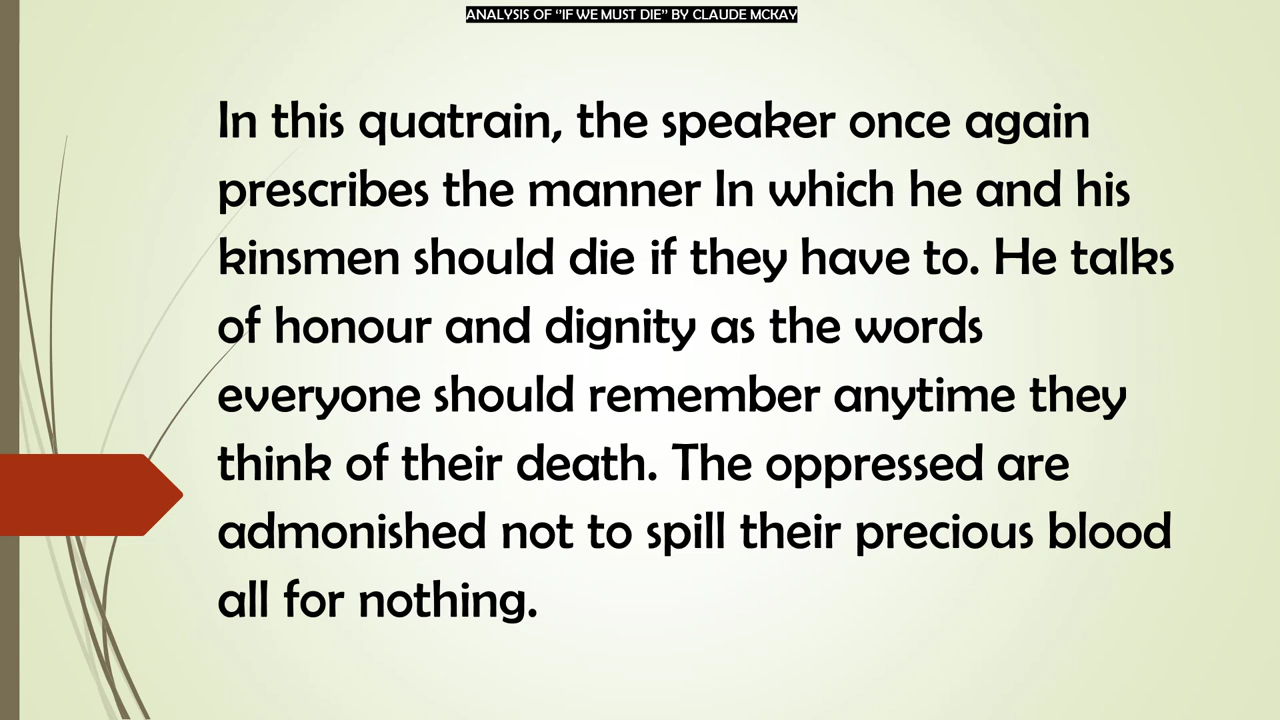 ANALYSIS OF “IF WE MUST DIE” BY CLAUDE MCKAY
In this quatrain, the speaker once again
prescribes the manner In which he and his
kinsmen should die if they have to. He talks
of honour and dignity as the words
everyone should remember anytime they
think of their death. The oppressed are
admonished not to spill their precious blood
all for nothing.